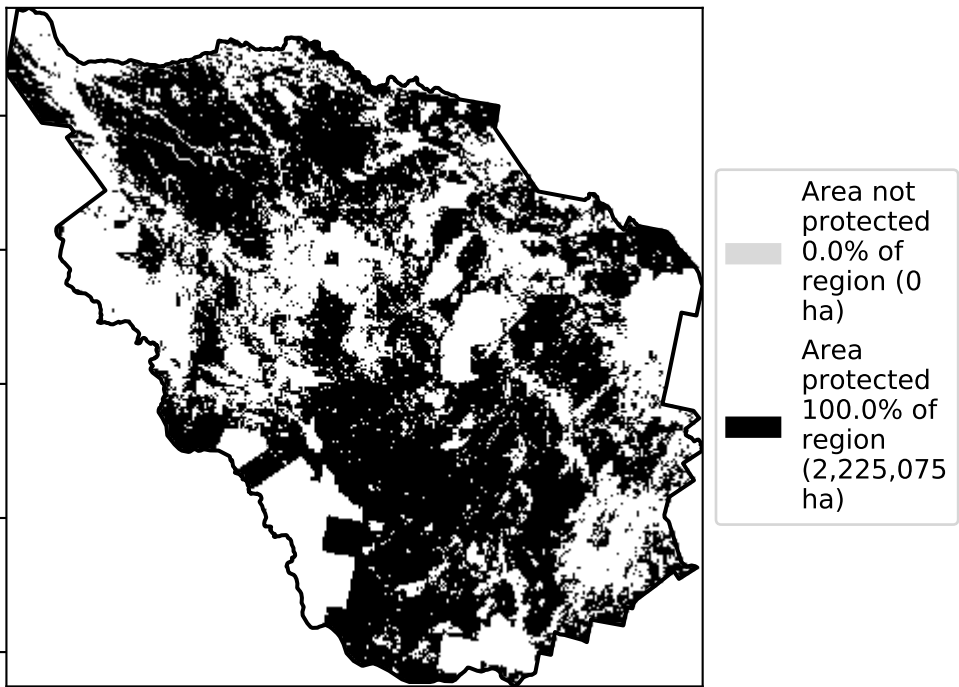 Area not
protected
0.0% of
region (0
ha)
Area
protected
100.0% of
region
(2,225,075
ha)